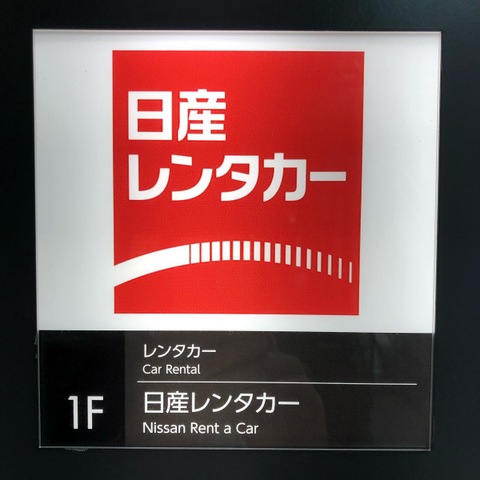 日産
レンタカー
レンタカー
Car Rental
1F
日産レンタカー
Nissan Rent a Car